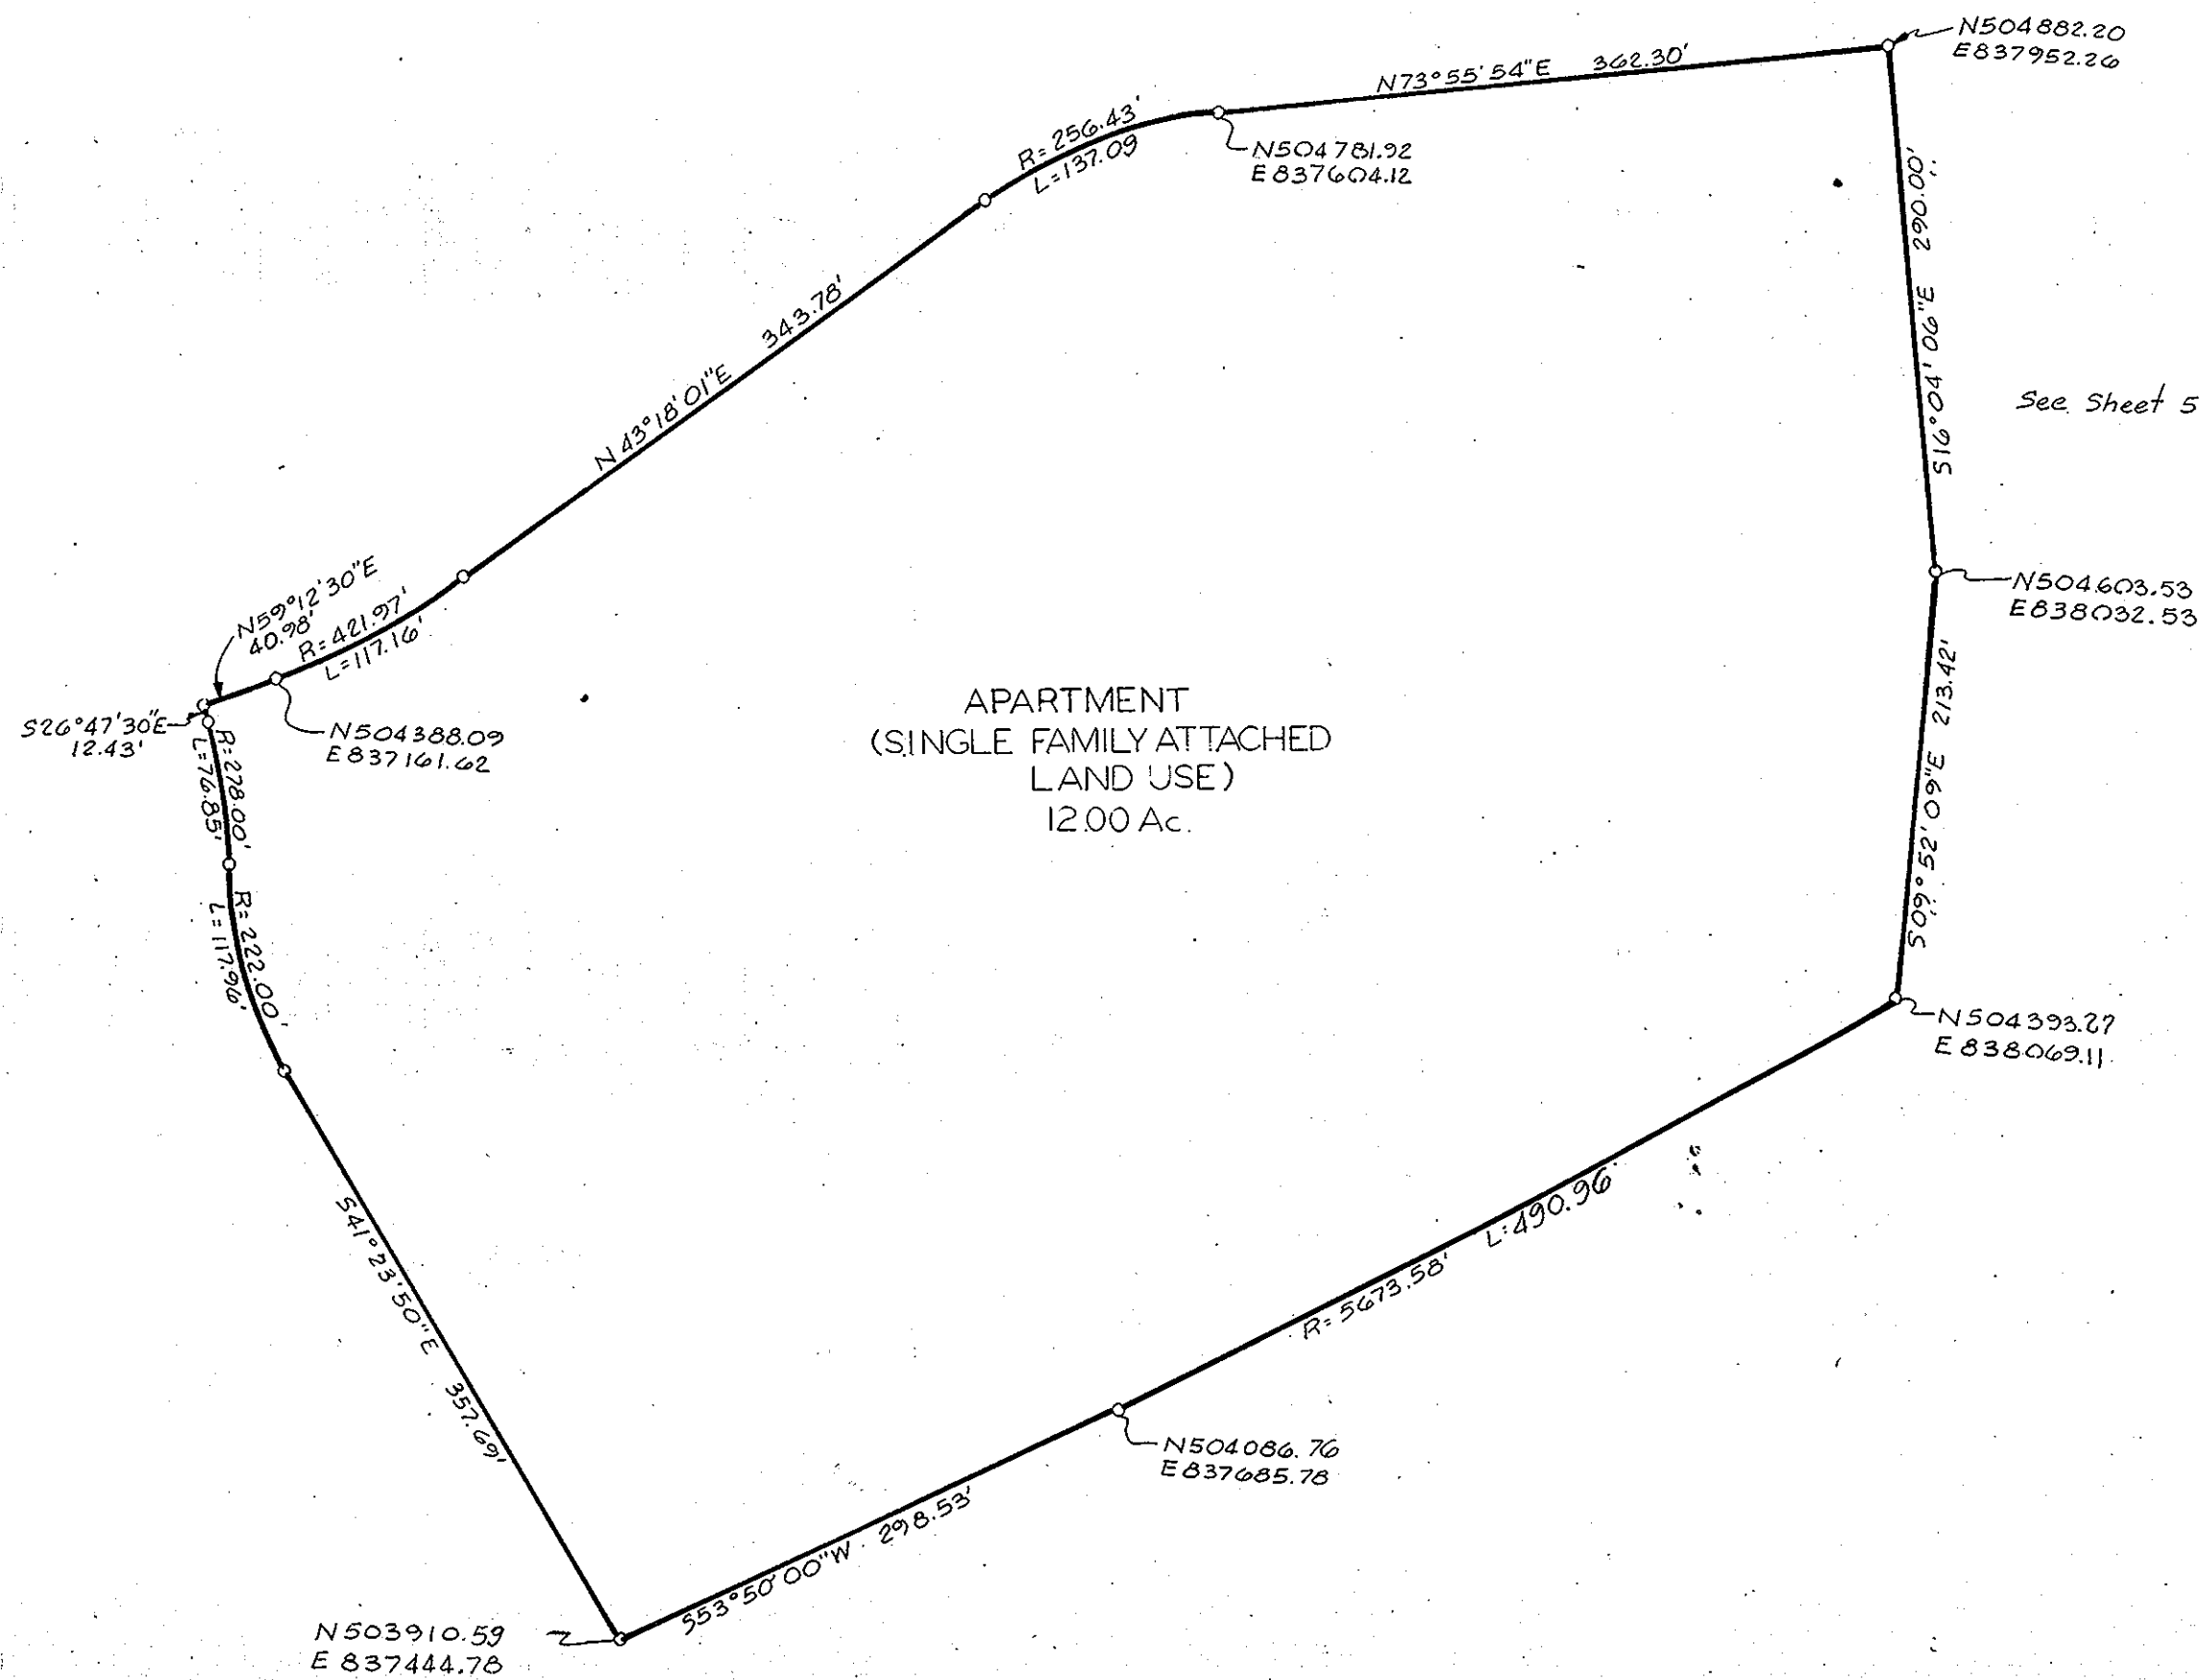 N504882.20
E837952.26
N73°55'54"E 362.30'
R=256.43'
L=137.09
N504781.92
E837604.12
S16°04'06"E 290.00'
See Sheet 5
N43°18'01"E 343.78'
N59°12'30"E
40.98'
R=421.97'
L=117.16'
N504603.53
E838032.53
S26°47'30"E
12.43'
N504388.09
E837161.62
APARTMENT
(SINGLE FAMILY ATTACHED
LAND USE)
12.00 Ac.
R=278.00'
L=76.85'
S09°52'09"E 213.42'
R=222.00'
L=117.96'
N504393.27
E838069.11
S41°23'50"E 357.69'
R=5673.58' L=490.96'
N504086.76
E837685.78
S53°50'00"W 298.53'
N503910.59
E837444.78